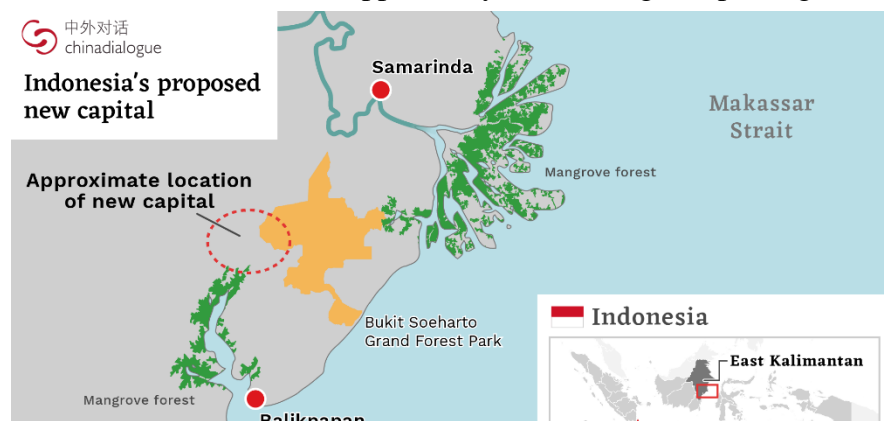 中外对话
chinadialogue
Indonesia's proposed
new capital
Samarinda
Makassar
Strait
Mangrove forest
Approximate location
of new capital
Bukit Soeharto
Grand Forest Park
Indonesia
East Kalimantan
Mangrove forest
Balikpapan